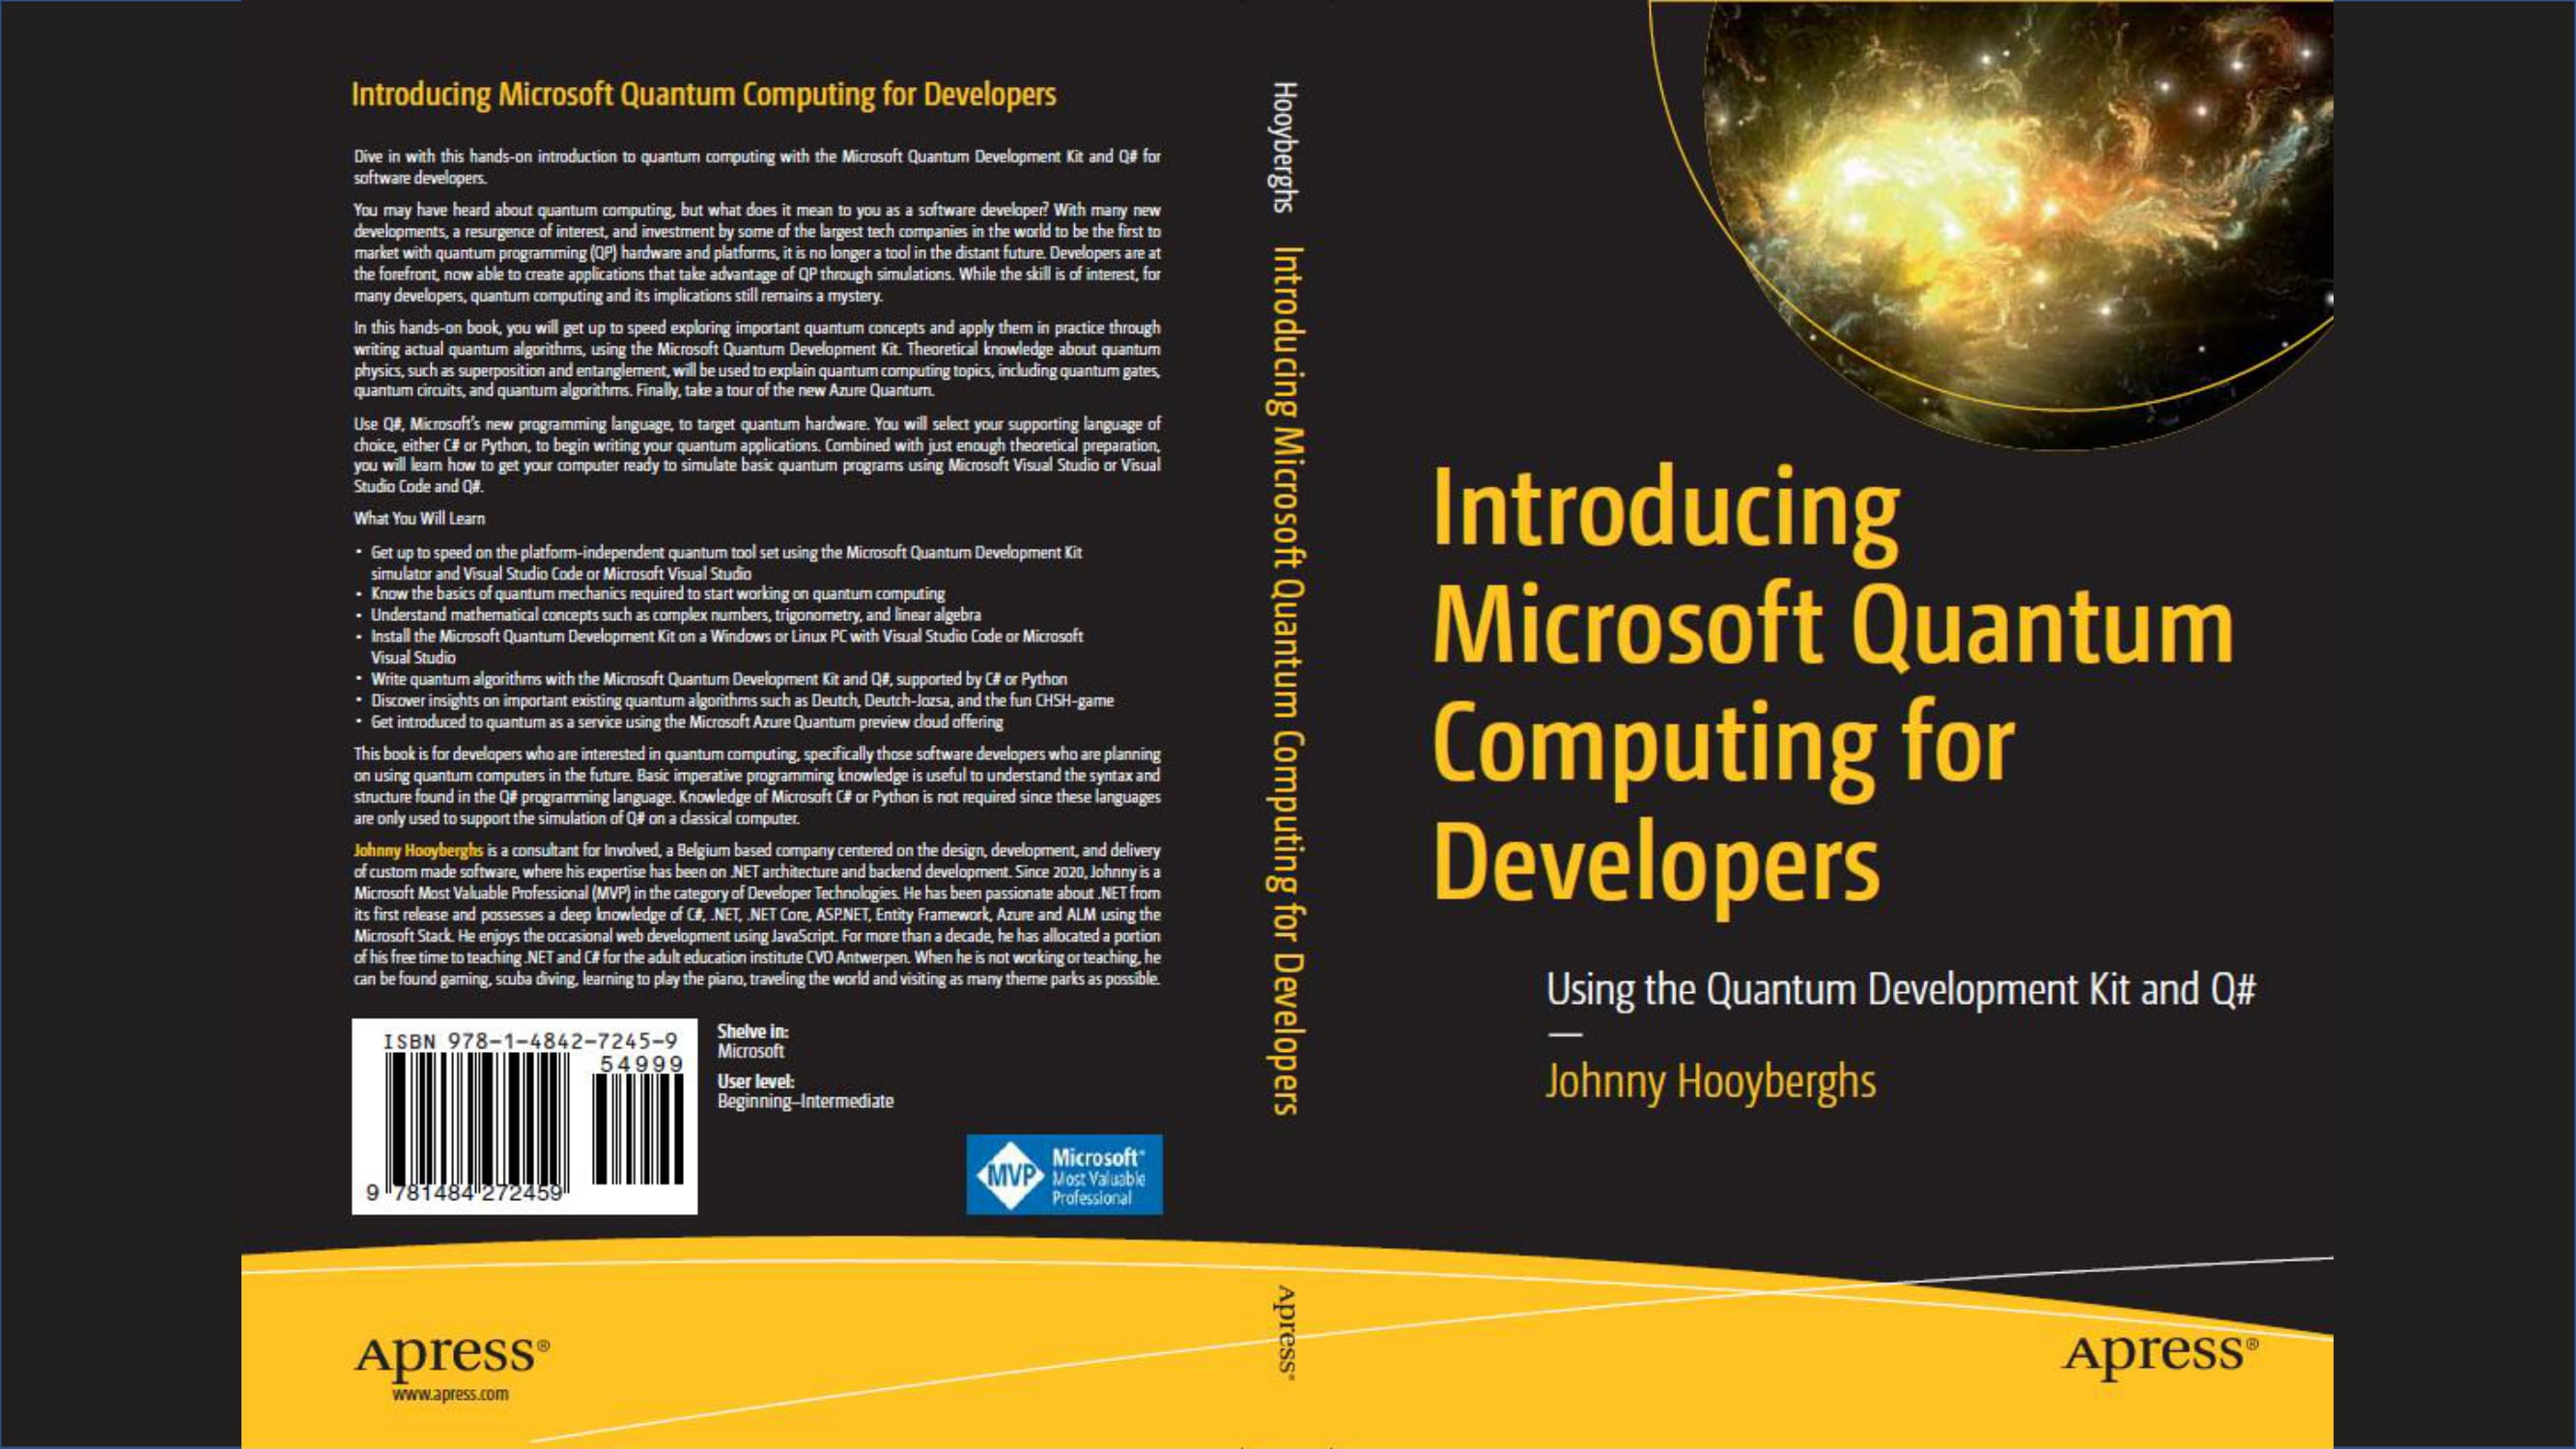 Introducing Microsoft Quantum Computing for Developers
Dive in with this hands-on introduction to quantum computing with the Microsoft Quantum Development Kit and Q# for
software developers.
You may have heard about quantum computing, but what does it mean to you as a software developer? With many new
developments, a resurgence of interest, and investment by some of the largest tech companies in the world to be the first to
market with quantum programming (QP) hardware and platforms, it is no longer a tool in the distant future. Developers are at
the forefront, now able to create applications that take advantage of QP through simulations. While the skill is of interest, for
many developers, quantum computing and its implications still remains a mystery.
In this hands-on book, you will get up to speed exploring important quantum concepts and apply them in practice through
writing actual quantum algorithms, using the Microsoft Quantum Development Kit. Theoretical knowledge about quantum
physics, such as superposition and entanglement, will be used to explain quantum computing topics, including quantum gates,
quantum circuits, and quantum algorithms. Finally, take a tour of the new Azure Quantum.
Use Q#, Microsoft's new programming language, to target quantum hardware. You will select your supporting language of
choice, either C# or Python, to begin writing your quantum applications. Combined with just enough theoretical preparation,
you will learn how to get your computer ready to simulate basic quantum programs using Microsoft Visual Studio or Visual
Studio Code and Q#.
What You Will Learn
• Get up to speed on the platform-independent quantum tool set using the Microsoft Quantum Development Kit
simulator and Visual Studio Code or Microsoft Visual Studio
• Know the basics of quantum mechanics required to start working on quantum computing
• Understand mathematical concepts such as complex numbers, trigonometry, and linear algebra
• Install the Microsoft Quantum Development Kit on a Windows or Linux PC with Visual Studio Code or Microsoft
Visual Studio
• Write quantum algorithms with the Microsoft Quantum Development Kit and Q#, supported by C# or Python
• Discover insights on important existing quantum algorithms such as Deutch, Deutch-Jozsa, and the fun CHSH-game
• Get introduced to quantum as a service using the Microsoft Azure Quantum preview cloud offering
This book is for developers who are interested in quantum computing, specifically those software developers who are planning
on using quantum computers in the future. Basic imperative programming knowledge is useful to understand the syntax and
structure found in the Q# programming language. Knowledge of Microsoft C# or Python is not required since these languages
are only used to support the simulation of Q# on a classical computer.
Johnny Hooyberghs is a consultant for Involved, a Belgium based company centered on the design, development, and delivery
of custom made software, where his expertise has been on .NET architecture and backend development. Since 2020, Johnny is a
Microsoft Most Valuable Professional (MVP) in the category of Developer Technologies. He has been passionate about .NET from
its first release and possesses a deep knowledge of C#, .NET, .NET Core, ASP.NET, Entity Framework, Azure and ALM using the
Microsoft Stack. He enjoys the occasional web development using JavaScript. For more than a decade, he has allocated a portion
of his free time to teaching .NET and C# for the adult education institute CVO Antwerpen. When he is not working or teaching, he
can be found gaming, scuba diving, learning to play the piano, traveling the world and visiting as many theme parks as possible.
ISBN 978-1-4842-7245-9
54999
9 781484 272459
Shelve in:
Microsoft
User level:
Beginning–Intermediate
MVP
Microsoft®
Most Valuable
Professional
Apress®
www.apress.com
Hooyberghs Introducing Microsoft Quantum Computing for Developers
Apress®
Introducing
Microsoft Quantum
Computing for
Developers
Using the Quantum Development Kit and Q#
—
Johnny Hooyberghs
Apress®